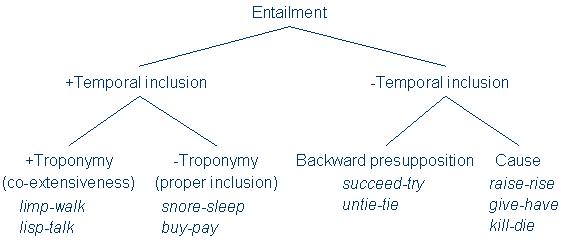 Entailment
+Temporal inclusion
-Temporal inclusion
+Troponymy
(co-extensiveness)
limp-walk
lisp-talk
-Troponymy
(proper inclusion)
snore-sleep
buy-pay
Backward presupposition
succeed-try
untie-tie
Cause
raise-rise
give-have
kill-die